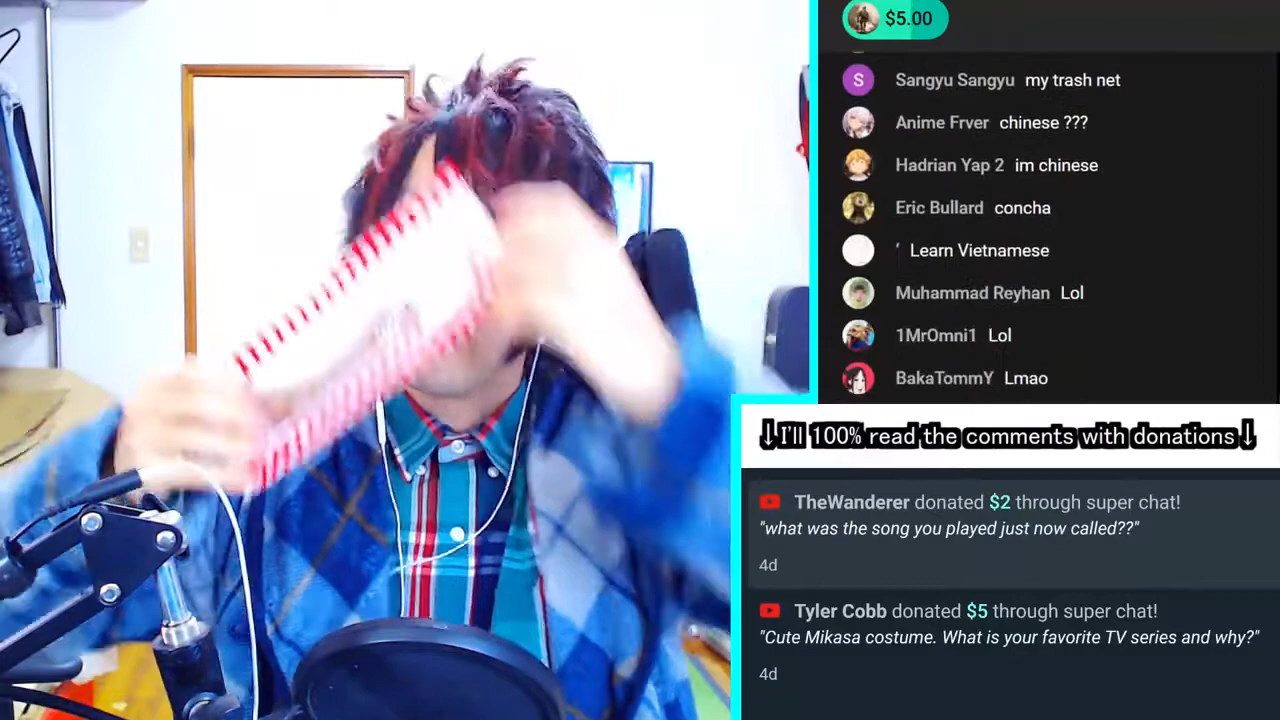 $5.00
S Sangyu Sangyu my trash net
Anime Frver chinese ???
Hadrian Yap 2 im chinese
Eric Bullard concha
' Learn Vietnamese
Muhammad Reyhan Lol
1MrOmni1 Lol
BakaTommY Lmao
↓I'll 100% read the comments with donations↓
TheWanderer donated $2 through super chat!
"what was the song you played just now called??"
4d
Tyler Cobb donated $5 through super chat!
"Cute Mikasa costume. What is your favorite TV series and why?"
4d